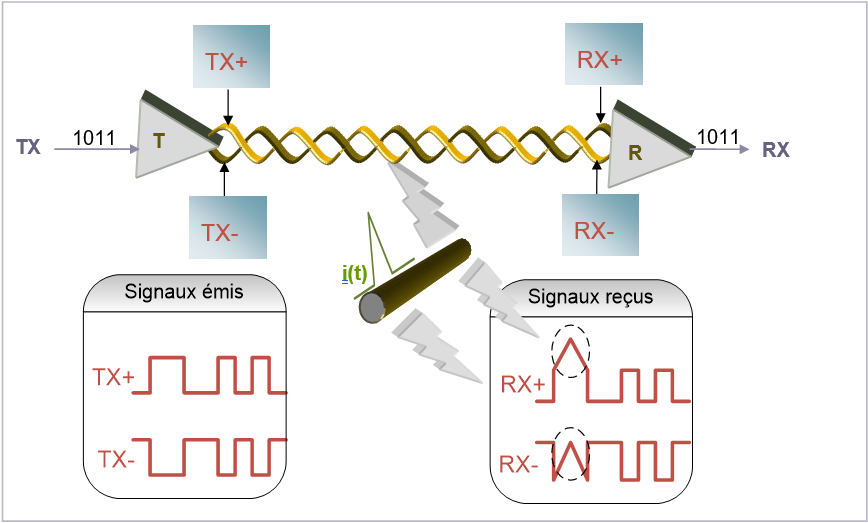 TX+
RX+
TX
1011
T
R
1011
RX
TX-
RX-
i(t)
Signaux émis
TX+
TX-
Signaux reçus
RX+
RX-